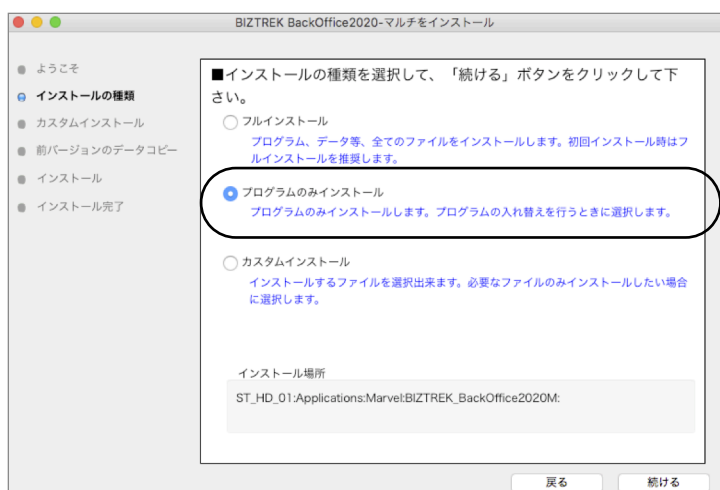 BIZTREK BackOffice2020-マルチをインストール
ようこそ
インストールの種類
カスタムインストール
前バージョンのデータコピー
インストール
インストール完了
■インストールの種類を選択して、「続ける」ボタンをクリックして下
さい。
フルインストール
プログラム、データ等、全てのファイルをインストールします。初回インストール時はフ
ルインストールを推奨します。
プログラムのみインストール
プログラムのみインストールします。プログラムの入れ替えを行うときに選択します。
カスタムインストール
インストールするファイルを選択出来ます。必要なファイルのみインストールしたい場合
に選択します。
インストール場所
ST_HD_01:Applications:Marvel:BIZTREK_BackOffice2020M:
戻る
続ける